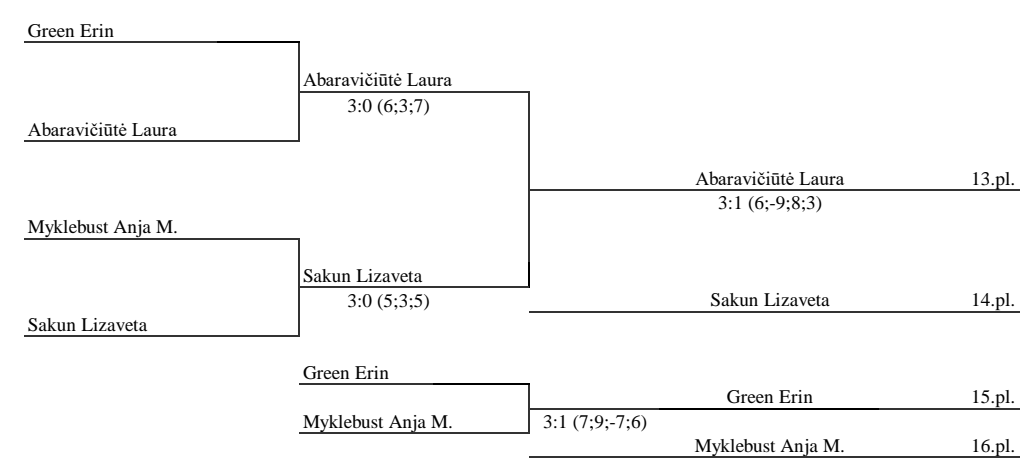 Green Erin
Abaravičiūtė Laura
3:0 (6;3;7)
Abaravičiūtė Laura
Abaravičiūtė Laura 13.pl.
3:1 (6;-9;8;3)
Myklebust Anja M.
Sakun Lizaveta
3:0 (5;3;5)
Sakun Lizaveta 14.pl.
Sakun Lizaveta
Green Erin
Green Erin 15.pl.
Myklebust Anja M. 3:1 (7;9;-7;6)
Myklebust Anja M. 16.pl.